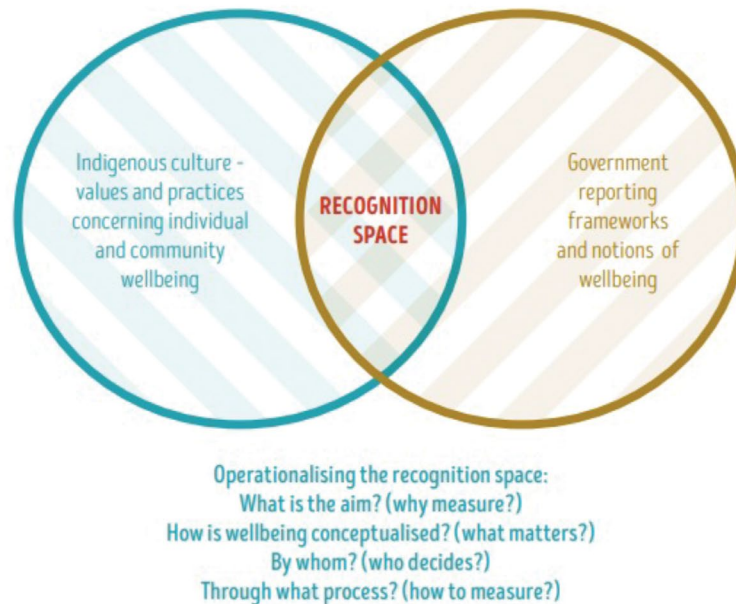 Indigenous culture -
values and practices
concerning individual
and community
wellbeing
RECOGNITION
SPACE
Government
reporting
frameworks
and notions of
wellbeing
Operationalising the recognition space:
What is the aim? (why measure?)
How is wellbeing conceptualised? (what matters?)
By whom? (who decides?)
Through what process? (how to measure?)